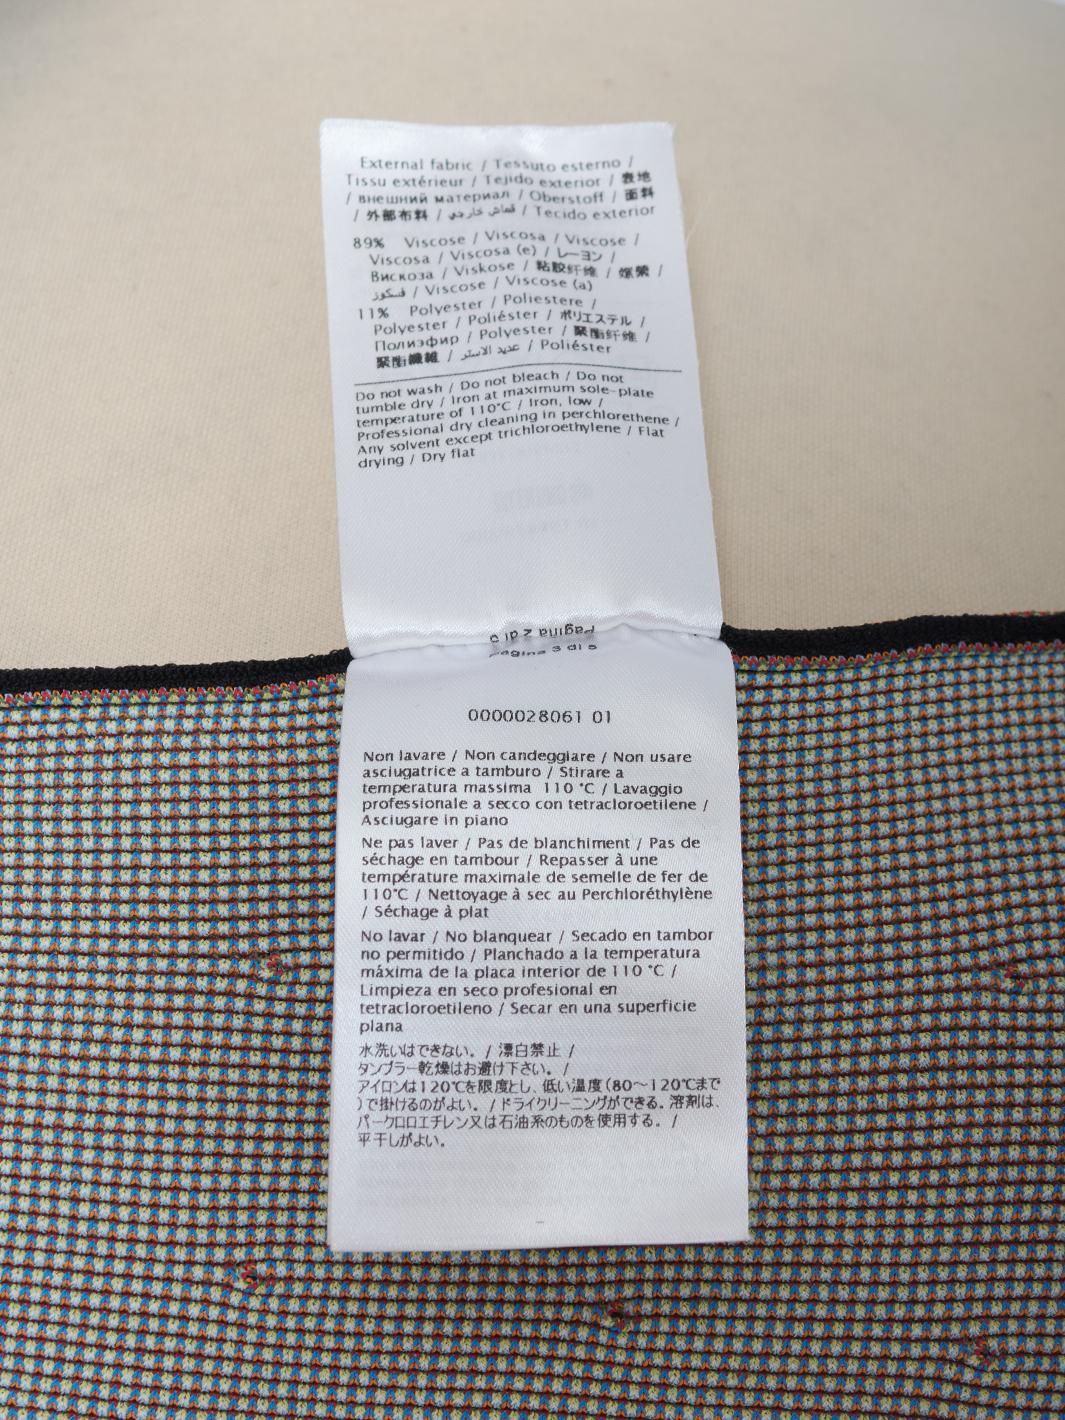 External fabric / Tessuto esterno /
Tissu extérieur / Tejido exterior / 表地
/ внешний материал / Oberstoff / 面料
/ 外部布料 / قماش خارجي / Tecido exterior
89% Viscose / Viscosa / Viscose /
Viscosa / Viscosa (e) / レーヨン /
Вискоза / Viskose / 粘胶纤维 / 嫘縈 /
فسكوز / Viscose / Viscose (a)
11% Polyester / Poliestere /
Polyester / Poliéster / ポリエステル /
Полиэфир / Polyester / 聚酯纤维 /
聚酯纖維 / عديد الاستر / Poliéster
Do not wash / Do not bleach / Do not
tumble dry / Iron at maximum sole-plate
temperature of 110°C / Iron, low /
Professional dry cleaning in perchlorethene /
Any solvent except trichloroethylene / Flat
drying / Dry flat
Pagina 2 di
Pagina 3 di
0000028061 01
Non lavare / Non candeggiare / Non usare
asciugatrice a tamburo / Stirare a
temperatura massima 110 °C / Lavaggio
professionale a secco con tetracloroetilene /
Asciugare in piano
Ne pas laver / Pas de blanchiment / Pas de
séchage en tambour / Repasser à une
température maximale de semelle de fer de
110°C / Nettoyage à sec au Perchloréthylène
/ Séchage à plat
No lavar / No blanquear / Secado en tambor
no permitido / Planchado a la temperatura
máxima de la placa interior de 110 °C /
Limpieza en seco profesional en
tetracloroetileno / Secar en una superficie
plana
水洗いはできない。 / 漂白禁止 /
タンブラー乾燥はお避け下さい。 /
アイロンは120℃を限度とし、低い温度(80～120℃まで
)で掛けるのがよい。 / ドライクリーニングができる。溶剤は、
パークロロエチレン又は石油系のものを使用する。 /
平干しがよい。